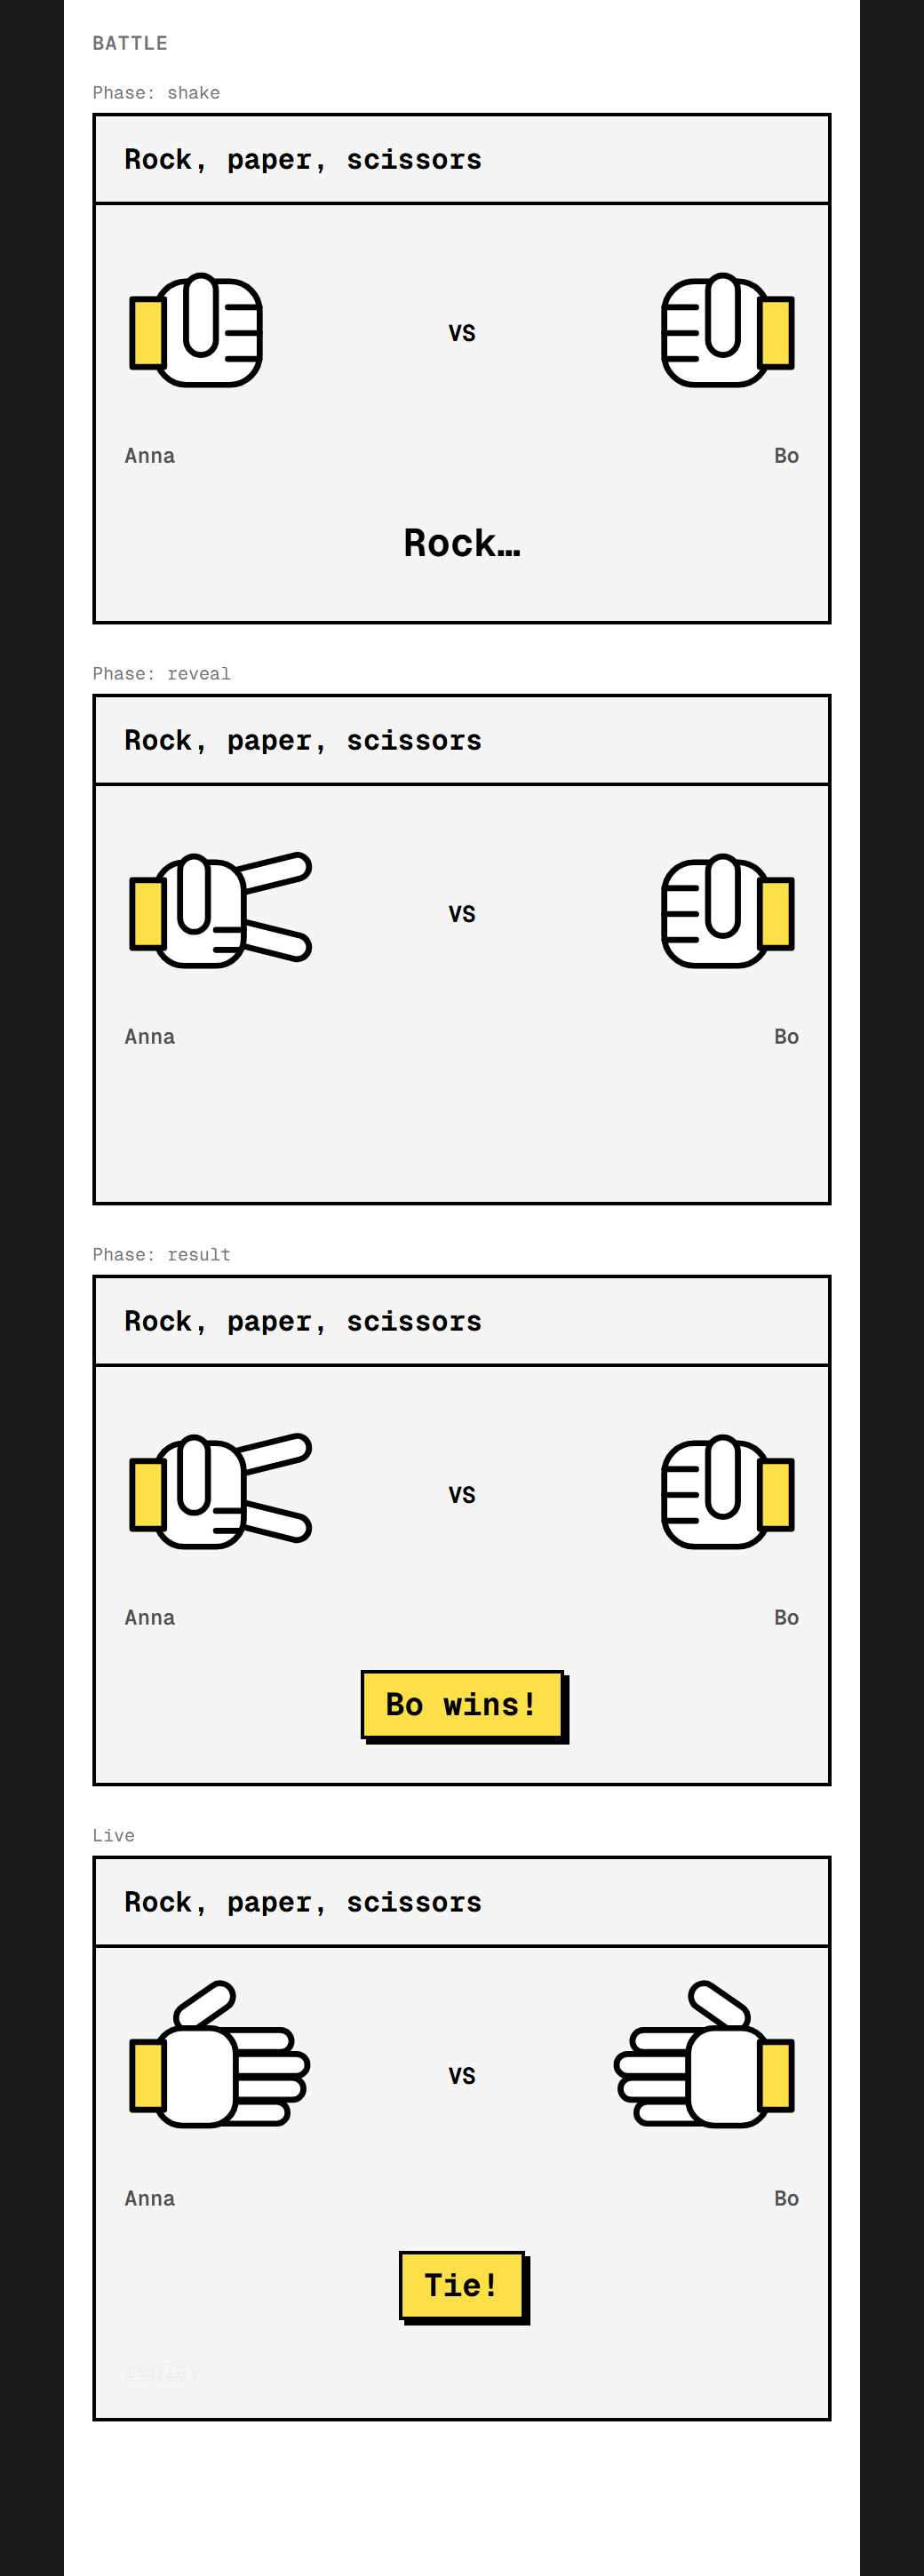 BATTLE
Phase: shake
Rock, paper, scissors
VS
Anna
Bo
Rock…
Phase: reveal
Rock, paper, scissors
VS
Anna
Bo
Phase: result
Rock, paper, scissors
VS
Anna
Bo
Bo wins!
Live
Rock, paper, scissors
VS
Anna
Bo
Tie!
replay